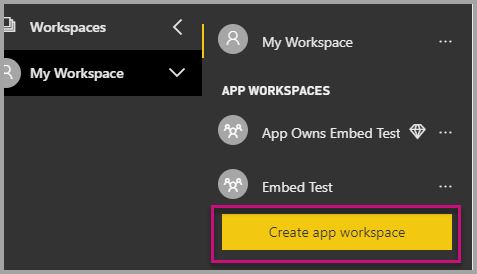 Workspaces
My Workspace
My Workspace
APP WORKSPACES
App Owns Embed Test
Embed Test
Create app workspace